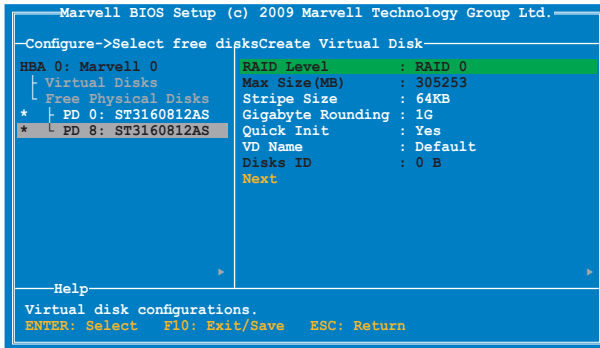 Marvell BIOS Setup (c) 2009 Marvell Technology Group Ltd.
Configure->Select free disksCreate Virtual Disk
HBA 0: Marvell 0
Virtual Disks
Free Physical Disks
* PD 0: ST3160812AS
* PD 8: ST3160812AS
RAID Level : RAID 0
Max Size(MB) : 305253
Stripe Size : 64KB
Gigabyte Rounding : 1G
Quick Init : Yes
VD Name : Default
Disks ID : 0 B
Next
Help
Virtual disk configurations.
ENTER: Select F10: Exit/Save ESC: Return